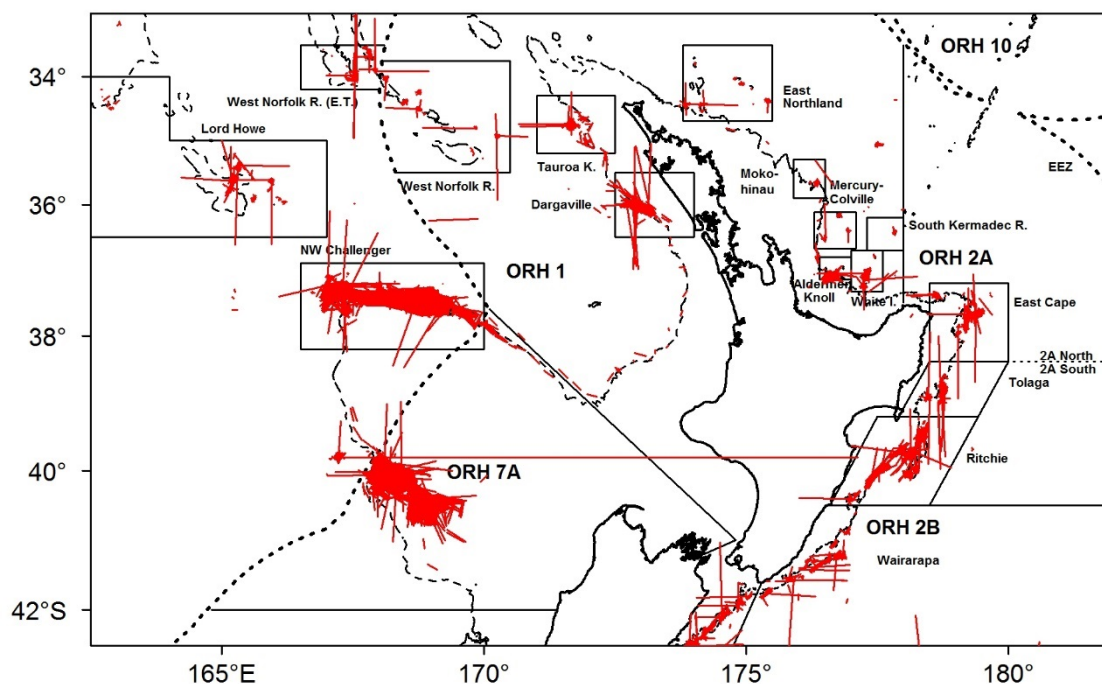 ORH 10
34°
East
Northland
West Norfolk R. (E.T.)
Lord Howe
Tauroa K.
West Norfolk R.
Moko-
hinau
EEZ
Mercury-
Colville
36°
Dargaville
South Kermadec R.
NW Challenger
ORH 1
ORH 2A
Aldermen
Knoll
White I.
East Cape
38°
2A North
2A South
Tolaga
Ritchie
40°
ORH 7A
ORH 2B
Wairarapa
42°S
165°E
170°
175°
180°